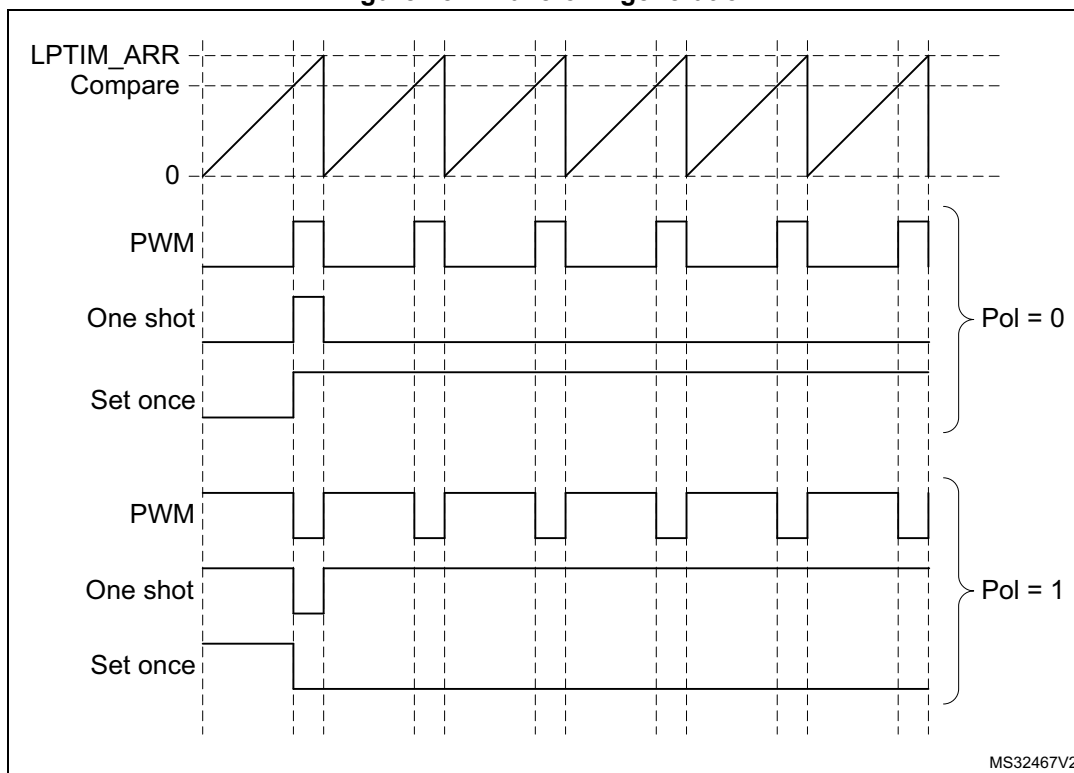 LPTIM_ARR
Compare
0
PWM
One shot
Pol = 0
Set once
PWM
One shot
Pol = 1
Set once
MS32467V2